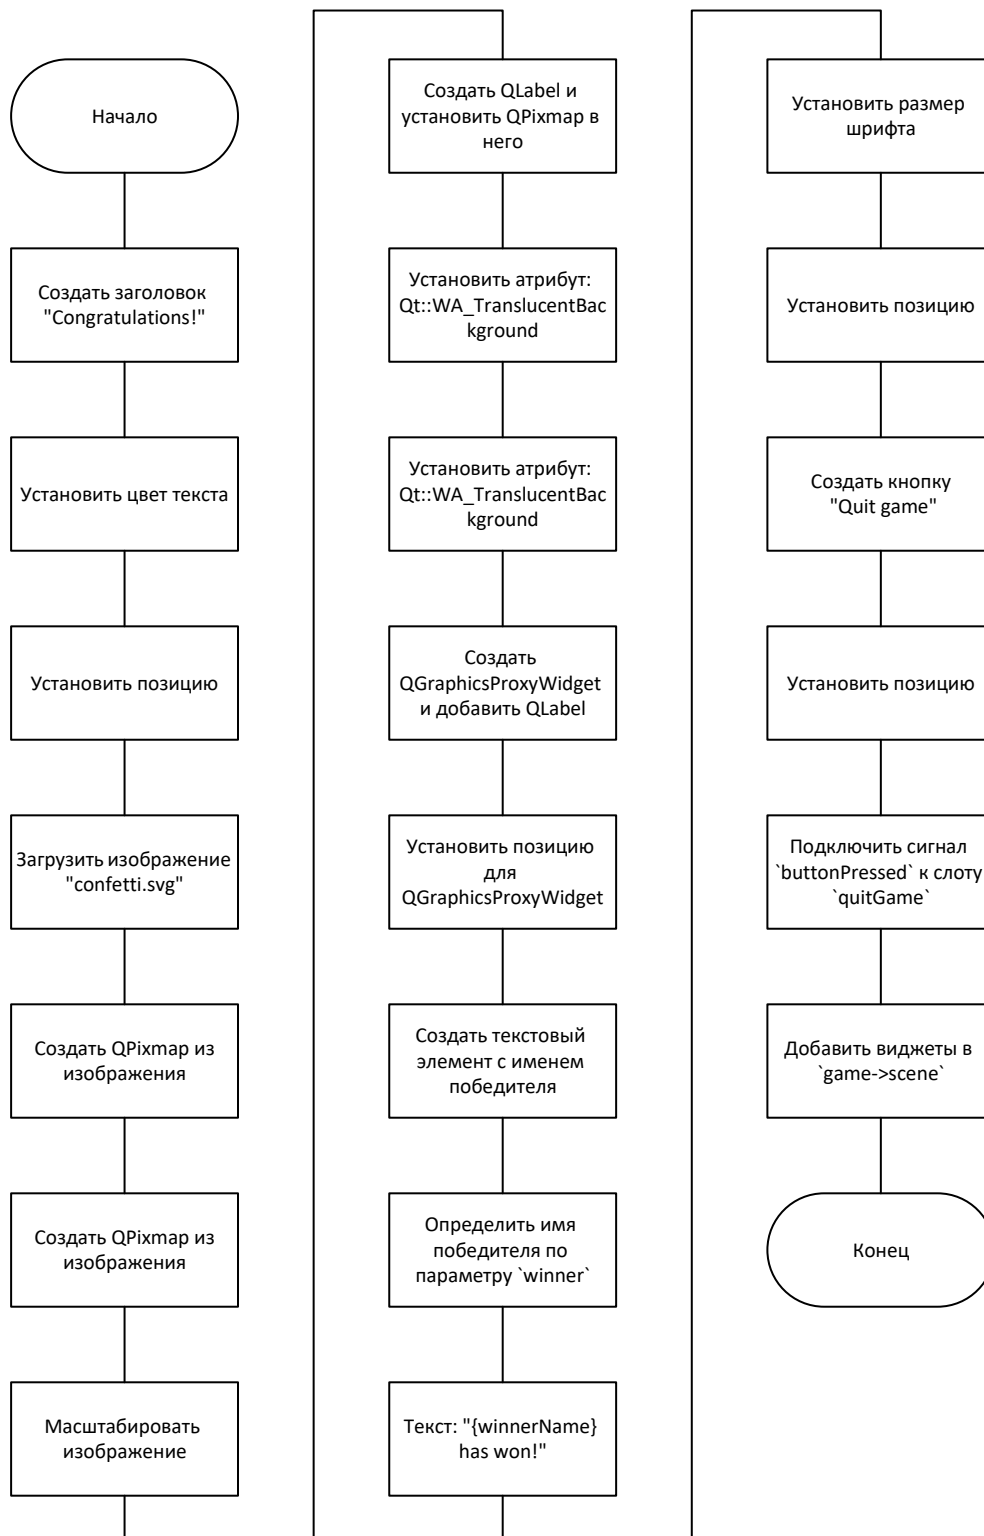 Начало
Создать заголовок
"Congratulations!"
Установить цвет текста
Установить позицию
Загрузить изображение
"confetti.svg"
Создать QPixmap из
изображения
Создать QPixmap из
изображения
Масштабировать
изображение
Создать QLabel и
установить QPixmap в
него
Установить атрибут:
Qt::WA_TranslucentBac
kground
Установить атрибут:
Qt::WA_TranslucentBac
kground
Создать
QGraphicsProxyWidget
и добавить QLabel
Установить позицию
для
QGraphicsProxyWidget
Создать текстовый
элемент с именем
победителя
Определить имя
победителя по
параметру `winner`
Текст: "{winnerName}
has won!"
Установить размер
шрифта
Установить позицию
Создать кнопку
"Quit game"
Установить позицию
Подключить сигнал
`buttonPressed` к слоту
`quitGame`
Добавить виджеты в
`game->scene`
Конец